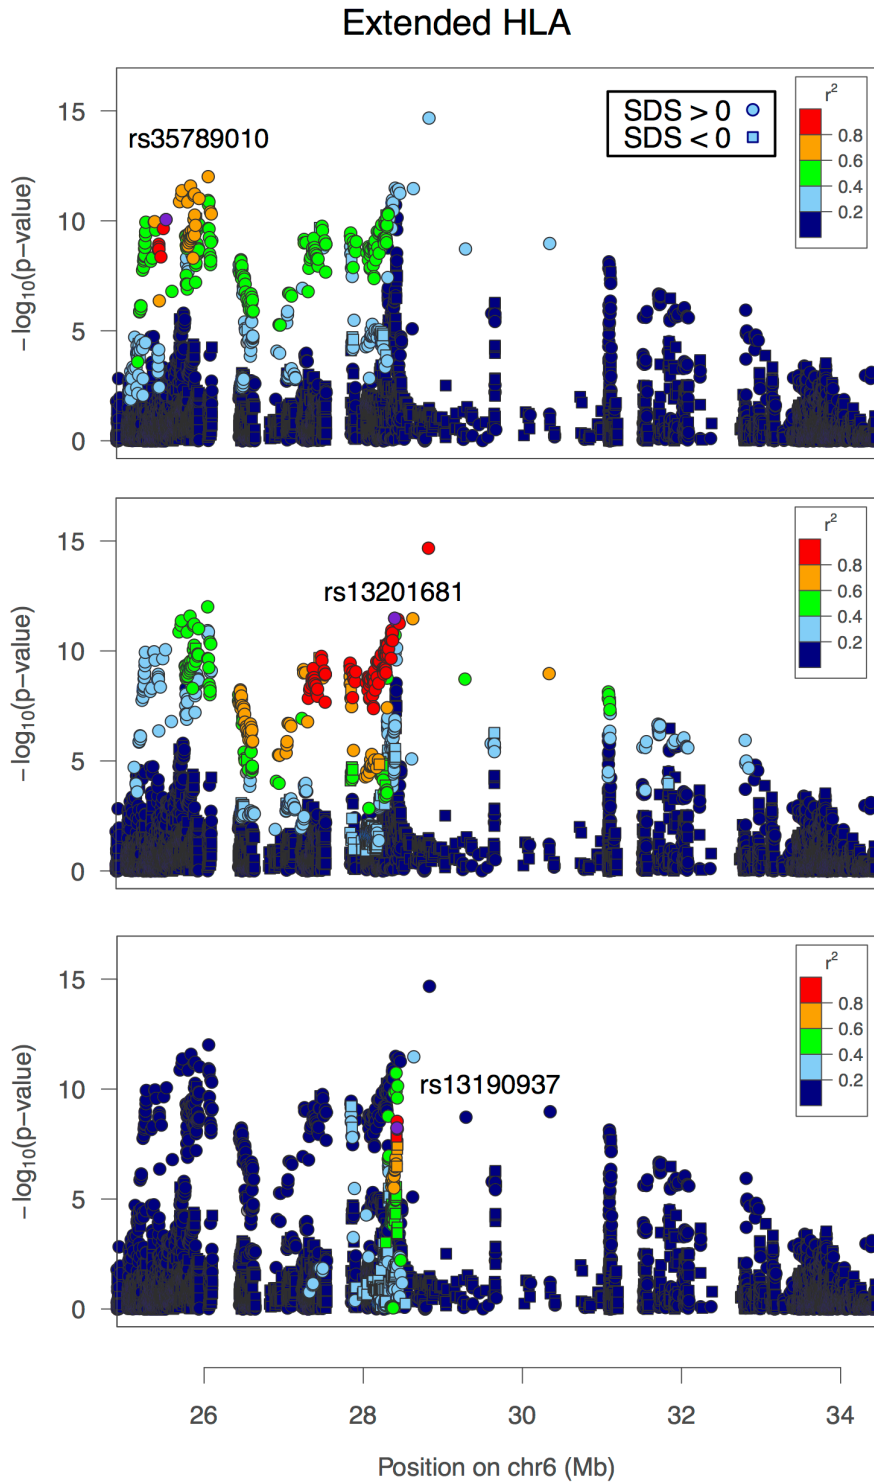 Extended HLA
15
10
5
0
−log10(p−value)
rs35789010
SDS > 0
SDS < 0
r2
0.8
0.6
0.4
0.2
15
10
5
0
−log10(p−value)
rs13201681
r2
0.8
0.6
0.4
0.2
15
10
5
0
−log10(p−value)
rs13190937
r2
0.8
0.6
0.4
0.2
26 28 30 32 34
Position on chr6 (Mb)